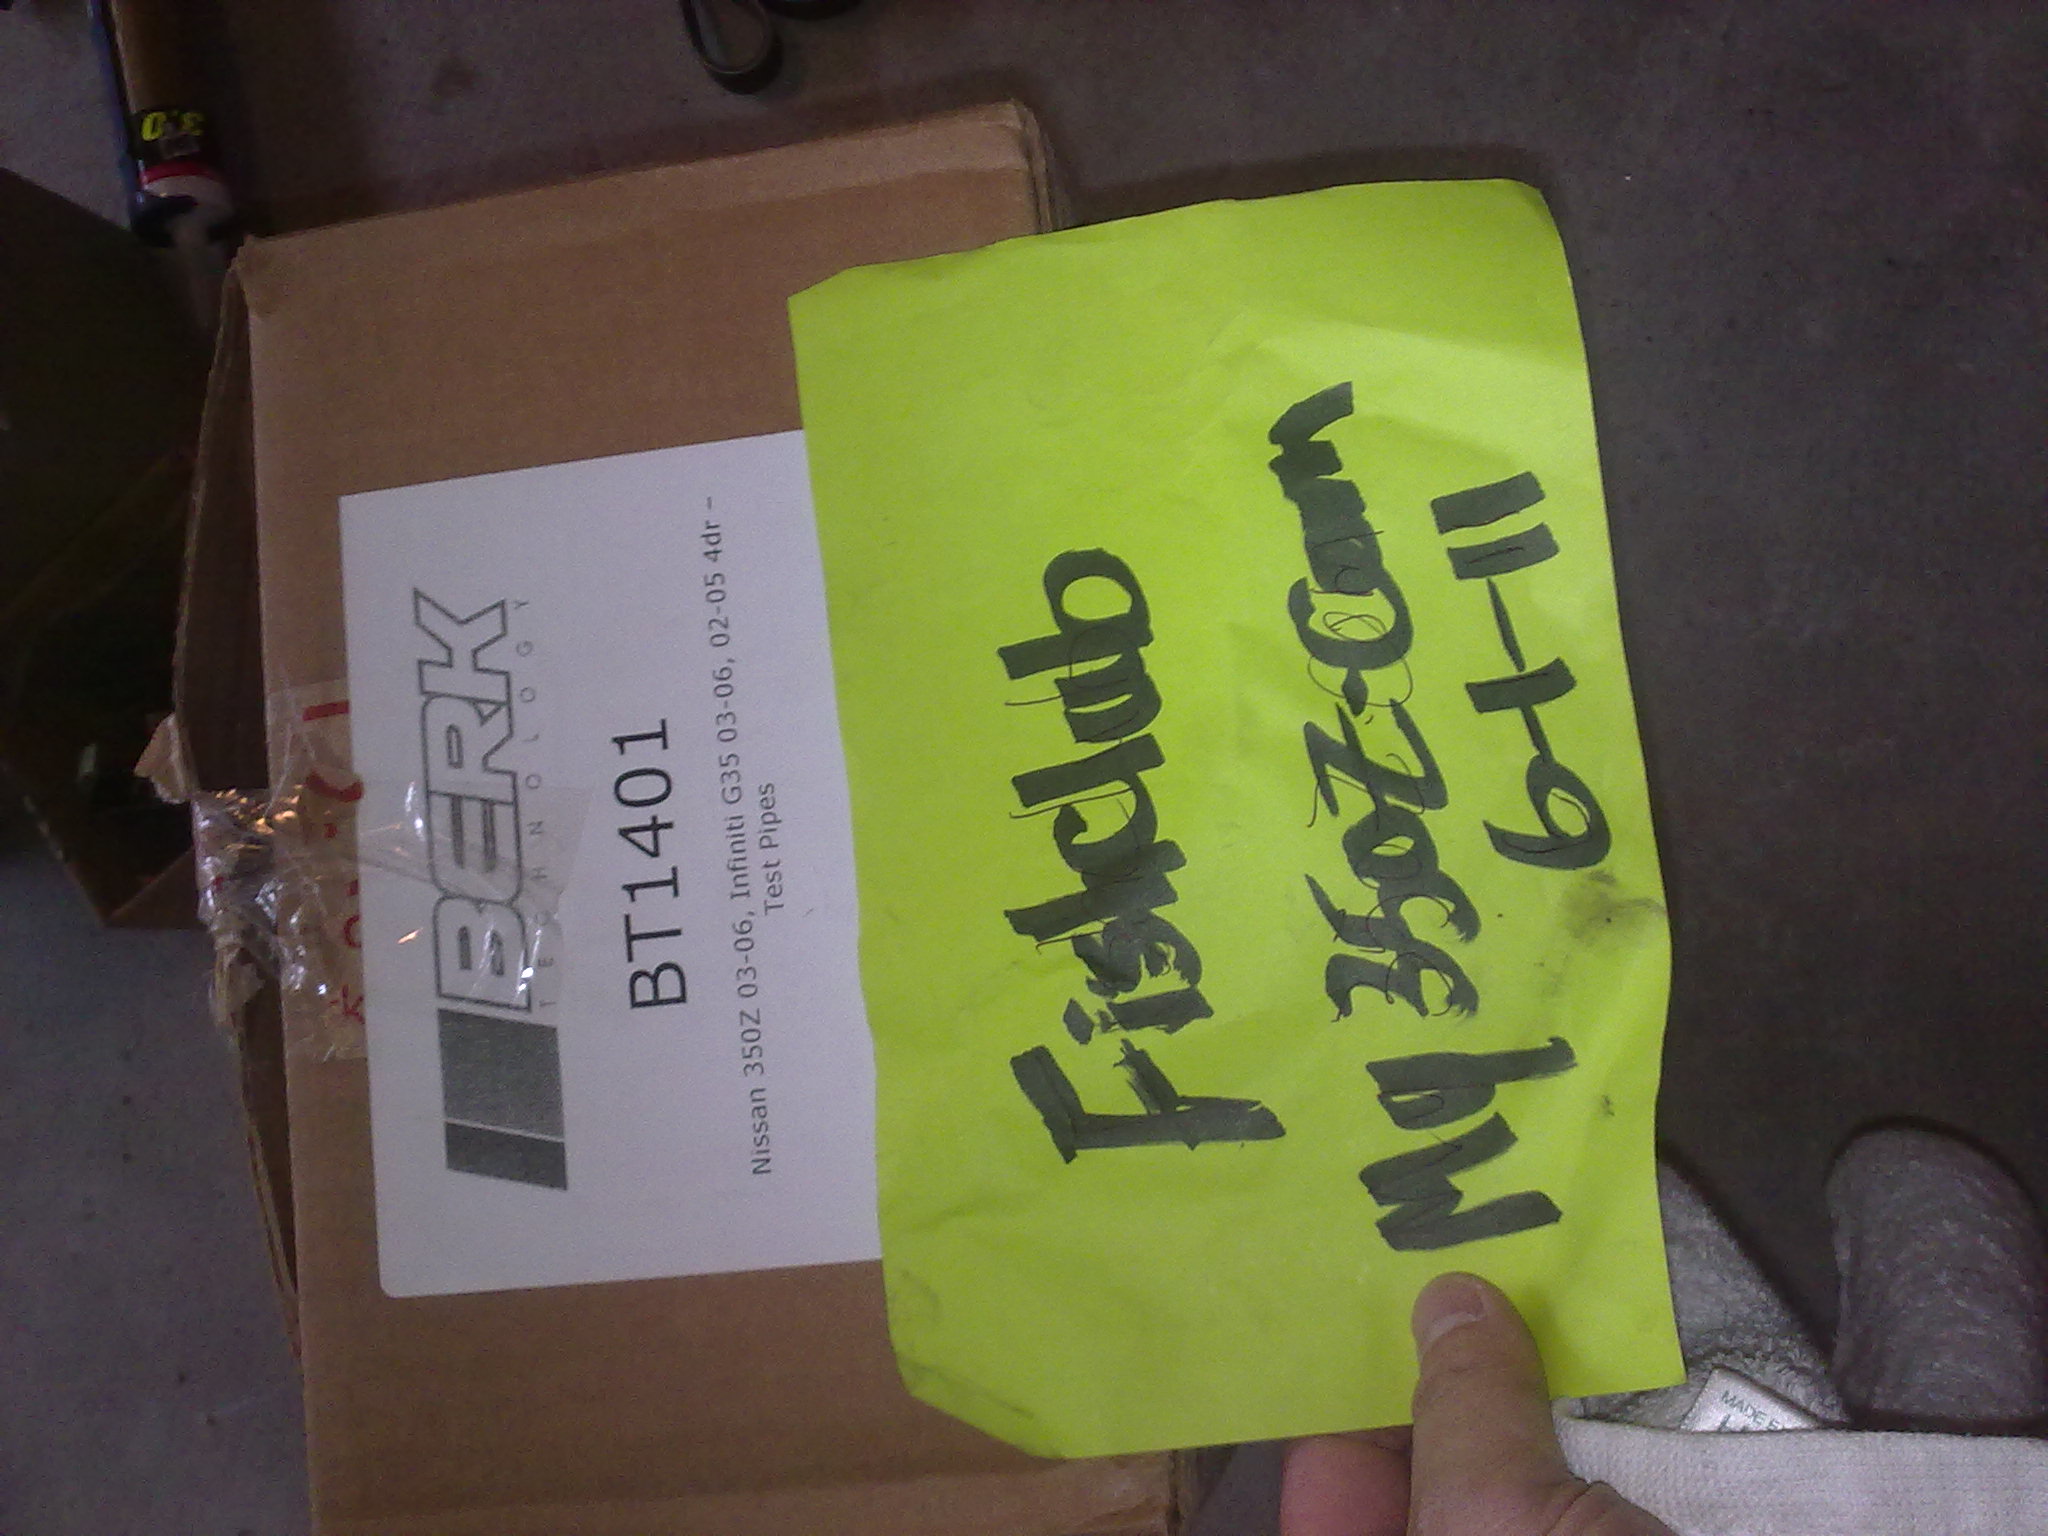 BERK
TECHNOLOGY
BT1401
Nissan 350Z 03-06, Infiniti G35 03-06, 02-05 4dr -
Test Pipes
Fishclub
My 350Z.Com
6-1-11
MADE